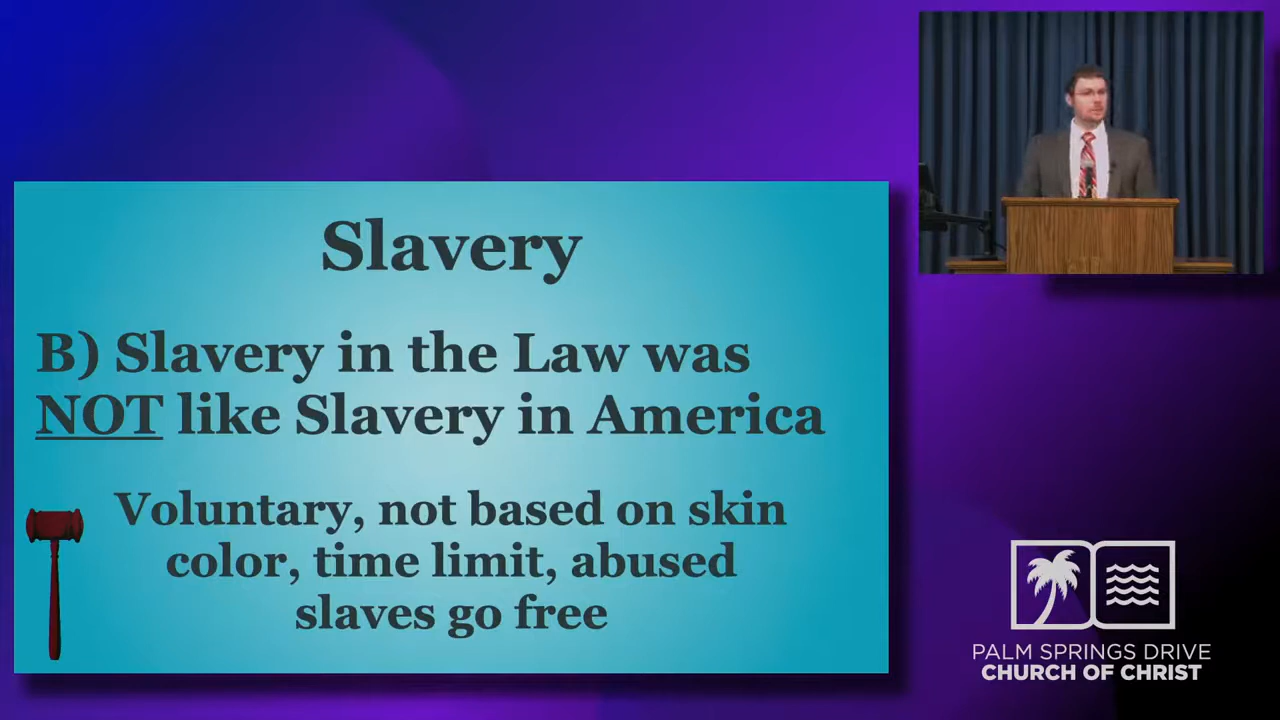 Slavery
B) Slavery in the Law was
NOT like Slavery in America
Voluntary, not based on skin
color, time limit, abused
slaves go free
PALM SPRINGS DRIVE
CHURCH OF CHRIST